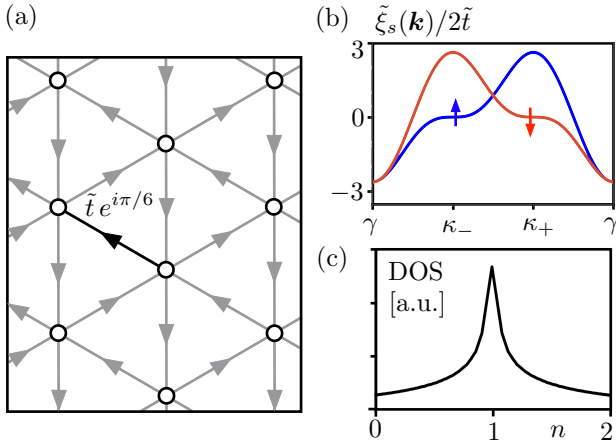 (a)
t̃ e^{iπ/6}
(b)
ξ̃_s(k)/2t̃
3
0
−3
γ
κ_−
κ_+
γ
(c)
DOS
[a.u.]
0
1
n
2